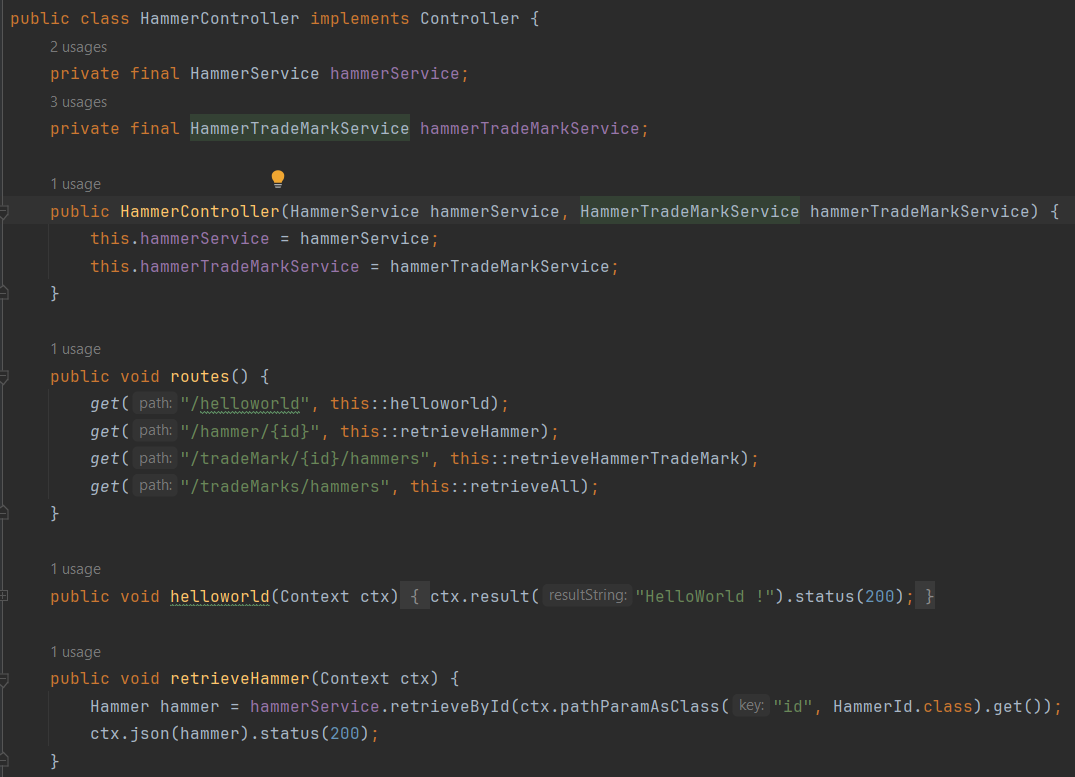 public class HammerController implements Controller {
2 usages
private final HammerService hammerService;
3 usages
private final HammerTradeMarkService hammerTradeMarkService;
1 usage
public HammerController(HammerService hammerService, HammerTradeMarkService hammerTradeMarkService) {
this.hammerService = hammerService;
this.hammerTradeMarkService = hammerTradeMarkService;
}
1 usage
public void routes() {
get( path: "/helloworld", this::helloworld);
get( path: "/hammer/{id}", this::retrieveHammer);
get( path: "/tradeMark/{id}/hammers", this::retrieveHammerTradeMark);
get( path: "/tradeMarks/hammers", this::retrieveAll);
}
1 usage
public void helloworld(Context ctx) { ctx.result( resultString: "HelloWorld !").status(200); }
1 usage
public void retrieveHammer(Context ctx) {
Hammer hammer = hammerService.retrieveById(ctx.pathParamAsClass( key: "id", HammerId.class).get());
ctx.json(hammer).status(200);
}